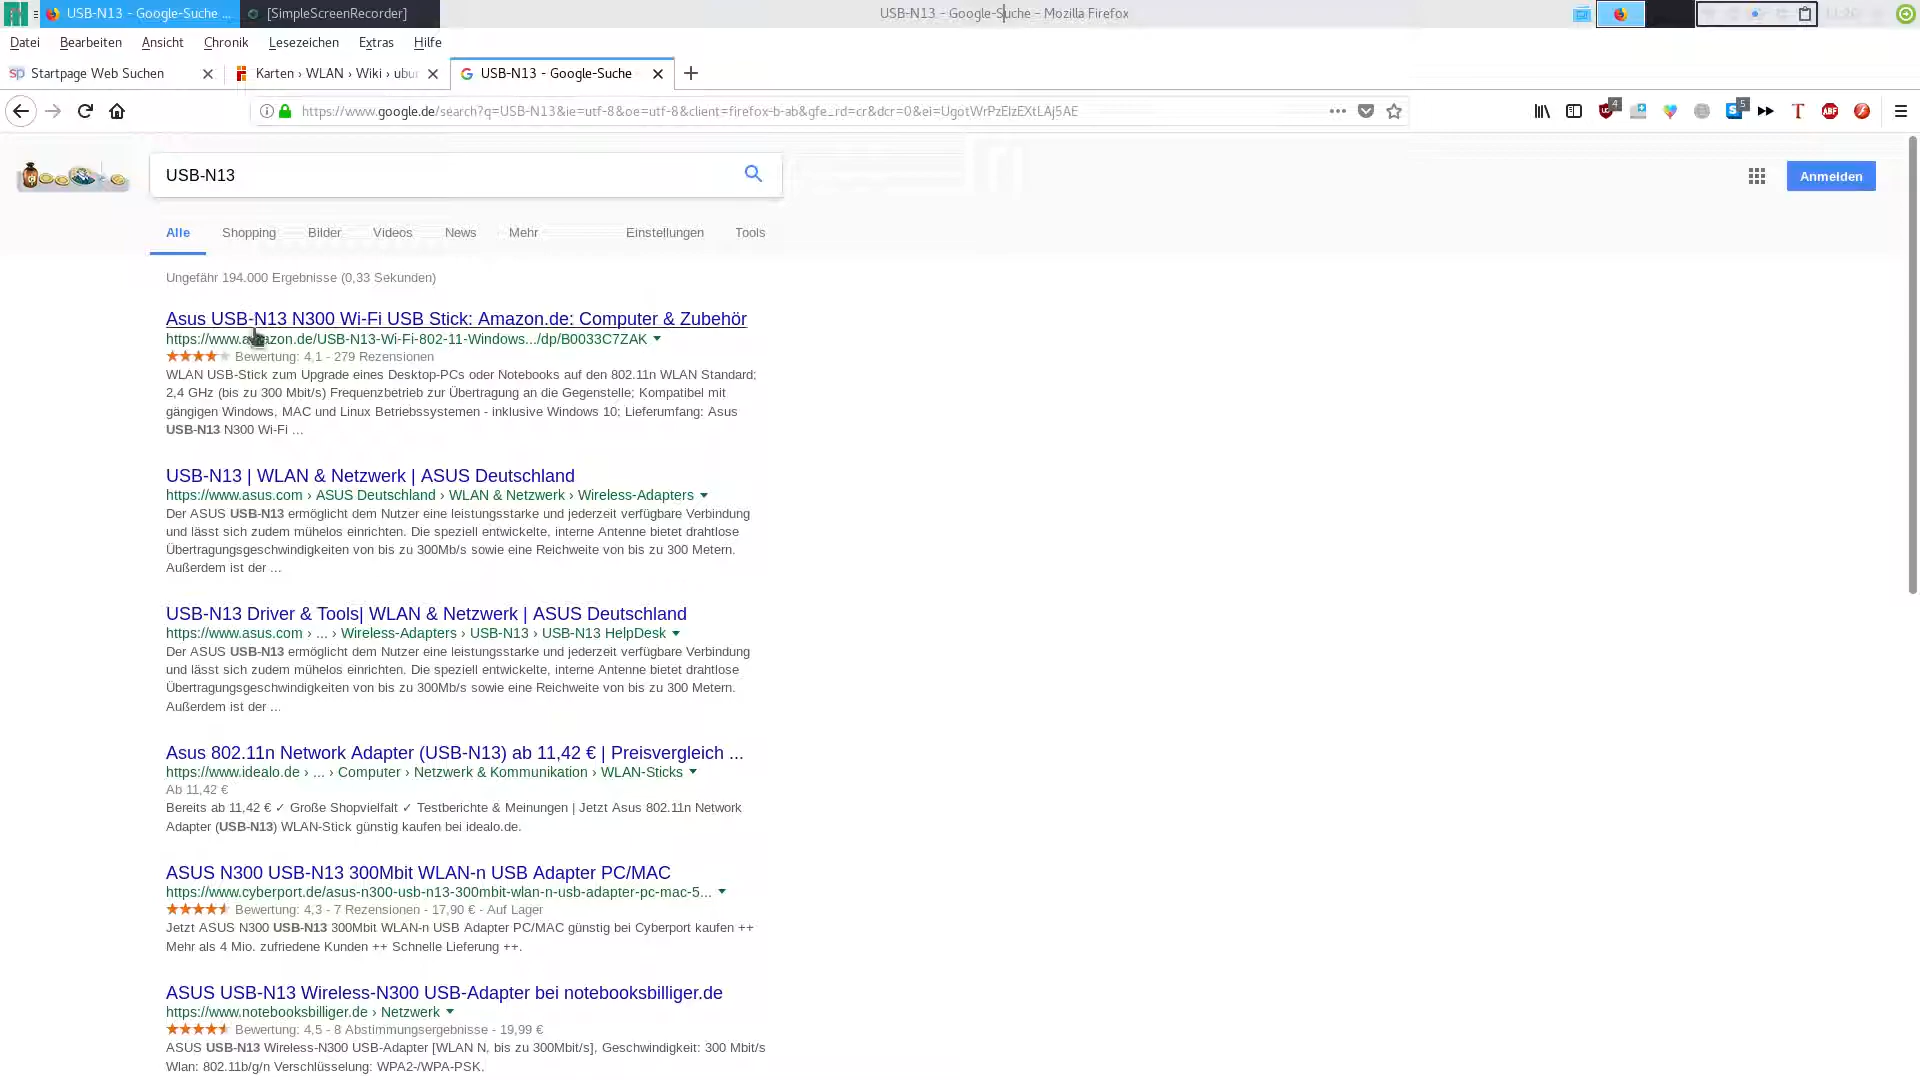 USB-N13 - Google-Suche ...
[SimpleScreenRecorder]
USB-N13 - Google-Suche - Mozilla Firefox
Datei Bearbeiten Ansicht Chronik Lesezeichen Extras Hilfe
Startpage Web Suchen
Karten › WLAN › Wiki › ubu
USB-N13 - Google-Suche
https://www.google.de/search?q=USB-N13&ie=utf-8&oe=utf-8&client=firefox-b-ab&gfe_rd=cr&dcr=0&ei=UgotWrPzEIzEXtLAj5AE
4
5
ABP
USB-N13
Anmelden
Alle Shopping Bilder Videos News Mehr Einstellungen Tools
Ungefähr 194.000 Ergebnisse (0,33 Sekunden)
Asus USB-N13 N300 Wi-Fi USB Stick: Amazon.de: Computer & Zubehör
https://www.amazon.de/USB-N13-Wi-Fi-802-11-Windows.../dp/B0033C7ZAK
Bewertung: 4,1 - 279 Rezensionen
WLAN USB-Stick zum Upgrade eines Desktop-PCs oder Notebooks auf den 802.11n WLAN Standard;
2,4 GHz (bis zu 300 Mbit/s) Frequenzbetrieb zur Übertragung an die Gegenstelle; Kompatibel mit
gängigen Windows, MAC und Linux Betriebssystemen - inklusive Windows 10; Lieferumfang: Asus
USB-N13 N300 Wi-Fi ...
USB-N13 | WLAN & Netzwerk | ASUS Deutschland
https://www.asus.com › ASUS Deutschland › WLAN & Netzwerk › Wireless-Adapters
Der ASUS USB-N13 ermöglicht dem Nutzer eine leistungsstarke und jederzeit verfügbare Verbindung
und lässt sich zudem mühelos einrichten. Die speziell entwickelte, interne Antenne bietet drahtlose
Übertragungsgeschwindigkeiten von bis zu 300Mb/s sowie eine Reichweite von bis zu 300 Metern.
Außerdem ist der ...
USB-N13 Driver & Tools| WLAN & Netzwerk | ASUS Deutschland
https://www.asus.com › ... › Wireless-Adapters › USB-N13 › USB-N13 HelpDesk
Der ASUS USB-N13 ermöglicht dem Nutzer eine leistungsstarke und jederzeit verfügbare Verbindung
und lässt sich zudem mühelos einrichten. Die speziell entwickelte, interne Antenne bietet drahtlose
Übertragungsgeschwindigkeiten von bis zu 300Mb/s sowie eine Reichweite von bis zu 300 Metern.
Außerdem ist der ...
Asus 802.11n Network Adapter (USB-N13) ab 11,42 € | Preisvergleich ...
https://www.idealo.de › ... › Computer › Netzwerk & Kommunikation › WLAN-Sticks
Ab 11,42 €
Bereits ab 11,42 € ✓ Große Shopvielfalt ✓ Testberichte & Meinungen | Jetzt Asus 802.11n Network
Adapter (USB-N13) WLAN-Stick günstig kaufen bei idealo.de.
ASUS N300 USB-N13 300Mbit WLAN-n USB Adapter PC/MAC
https://www.cyberport.de/asus-n300-usb-n13-300mbit-wlan-n-usb-adapter-pc-mac-5...
Bewertung: 4,3 - 7 Rezensionen - 17,90 € - Auf Lager
Jetzt ASUS N300 USB-N13 300Mbit WLAN-n USB Adapter PC/MAC günstig bei Cyberport kaufen ++
Mehr als 4 Mio. zufriedene Kunden ++ Schnelle Lieferung ++.
ASUS USB-N13 Wireless-N300 USB-Adapter bei notebooksbilliger.de
https://www.notebooksbilliger.de › Netzwerk
Bewertung: 4,5 - 8 Abstimmungsergebnisse - 19,99 €
ASUS USB-N13 Wireless-N300 USB-Adapter [WLAN N, bis zu 300Mbit/s], Geschwindigkeit: 300 Mbit/s
Wlan: 802.11b/g/n Verschlüsselung: WPA2-/WPA-PSK.